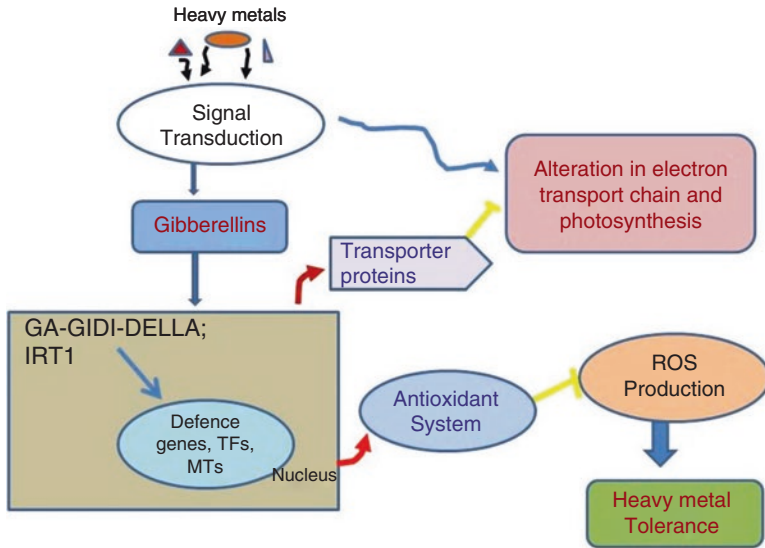 Heavy metals
Signal
Transduction
Gibberellins
Alteration in electron
transport chain and
photosynthesis
Transporter
proteins
GA-GIDI-DELLA;
IRT1
Defence
genes, TFs,
MTs
Nucleus
Antioxidant
System
ROS
Production
Heavy metal
Tolerance